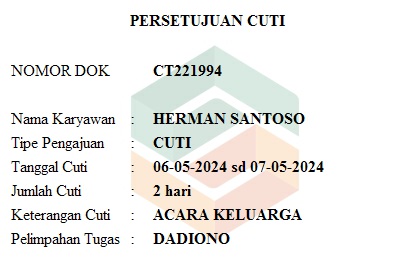 PERSETUJUAN CUTI
NOMOR DOK CT221994
Nama Karyawan : HERMAN SANTOSO
Tipe Pengajuan : CUTI
Tanggal Cuti : 06-05-2024 sd 07-05-2024
Jumlah Cuti : 2 hari
Keterangan Cuti : ACARA KELUARGA
Pelimpahan Tugas : DADIONO